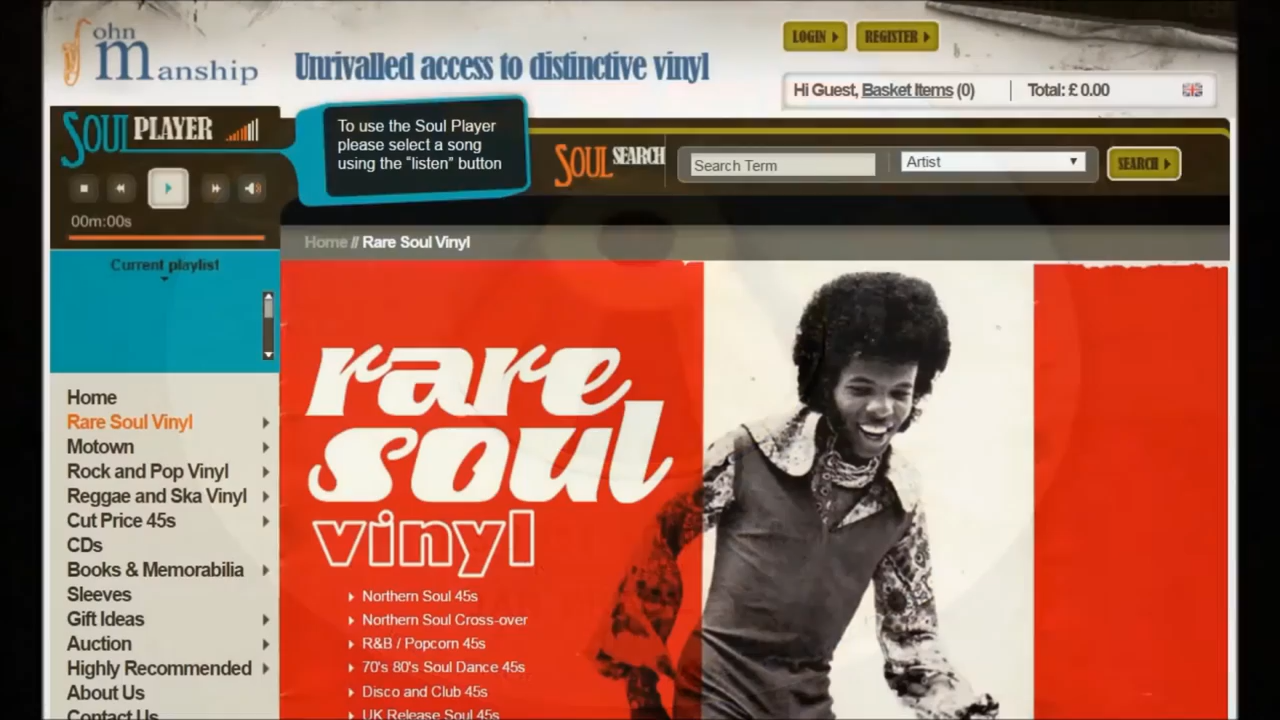 John
Manship
Unrivalled access to distinctive vinyl
LOGIN
REGISTER
Hi Guest, Basket Items (0)
Total: £ 0.00
SOUL PLAYER
To use the Soul Player
please select a song
using the “listen” button
00m:00s
SOUL SEARCH
Search Term
Artist
SEARCH
Current playlist
Home // Rare Soul Vinyl
Home
Rare Soul Vinyl
Motown
Rock and Pop Vinyl
Reggae and Ska Vinyl
Cut Price 45s
CDs
Books & Memorabilia
Sleeves
Gift Ideas
Auction
Highly Recommended
About Us
Contact Us
rare
soul
vinyl
Northern Soul 45s
Northern Soul Cross-over
R&B / Popcorn 45s
70's 80's Soul Dance 45s
Disco and Club 45s
UK Release Soul 45s